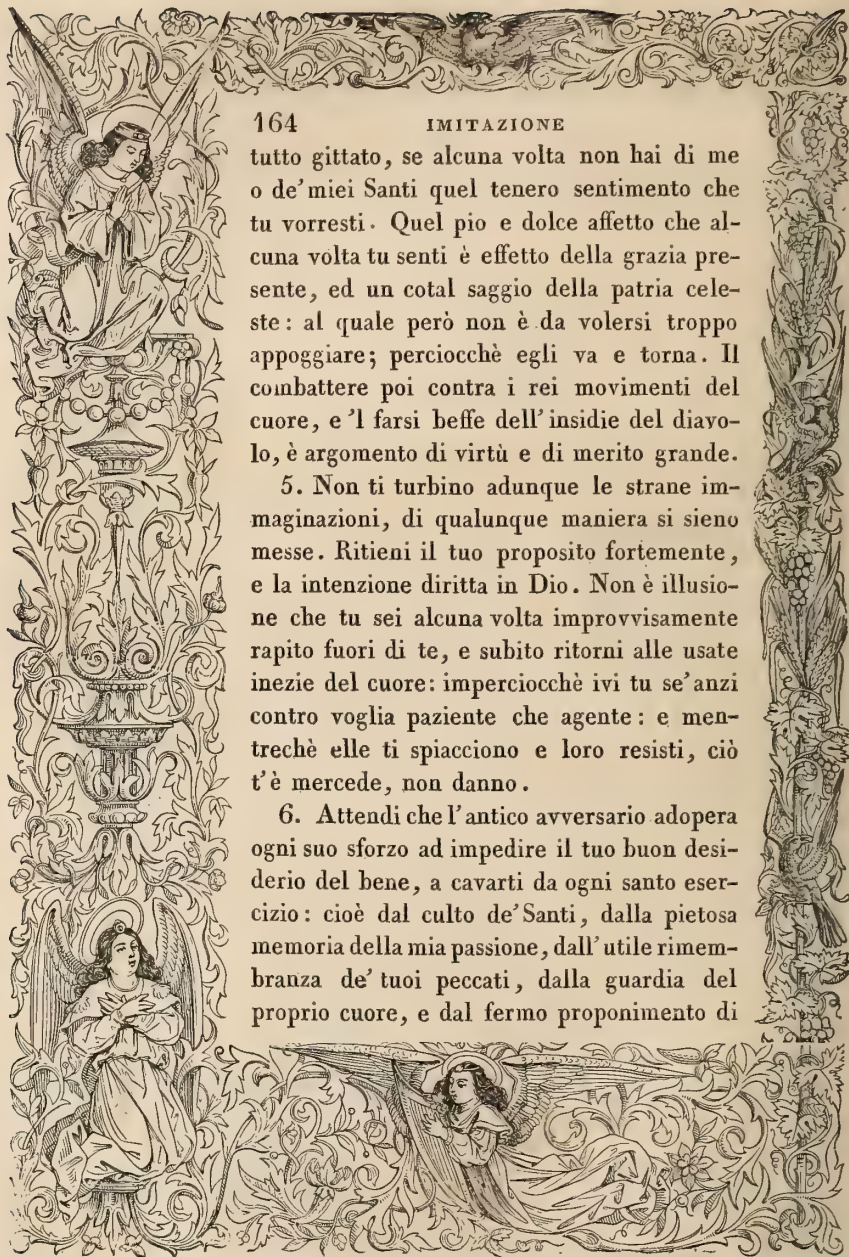 164 IMITAZIONE
tutto gittato, se alcuna volta non hai di me
o de' miei Santi quel tenero sentimento che
tu vorresti. Quel pio e dolce affetto che al-
cuna volta tu senti è effetto della grazia pre-
sente, ed un cotal saggio della patria cele-
ste: al quale però non è da volersi troppo
appoggiare; perciocchè egli va e torna. Il
combattere poi contra i rei movimenti del
cuore, e 'l farsi beffe dell' insidie del diavo-
lo, è argomento di virtù e di merito grande.
5. Non ti turbino adunque le strane im-
maginazioni, di qualunque maniera si sieno
messe. Ritieni il tuo proposito fortemente,
e la intenzione diritta in Dio. Non è illusio-
ne che tu sei alcuna volta improvvisamente
rapito fuori di te, e subito ritorni alle usate
inezie del cuore: imperciocchè ivi tu se' anzi
contro voglia paziente che agente: e men-
trechè elle ti spiacciono e loro resisti, ciò
t' è mercede, non danno.
6. Attendi che l' antico avversario adopera
ogni suo sforzo ad impedire il tuo buon desi-
derio del bene, a cavarti da ogni santo eser-
cizio: cioè dal culto de' Santi, dalla pietosa
memoria della mia passione, dall' utile rimem-
branza de' tuoi peccati, dalla guardia del
proprio cuore, e dal fermo proponimento di